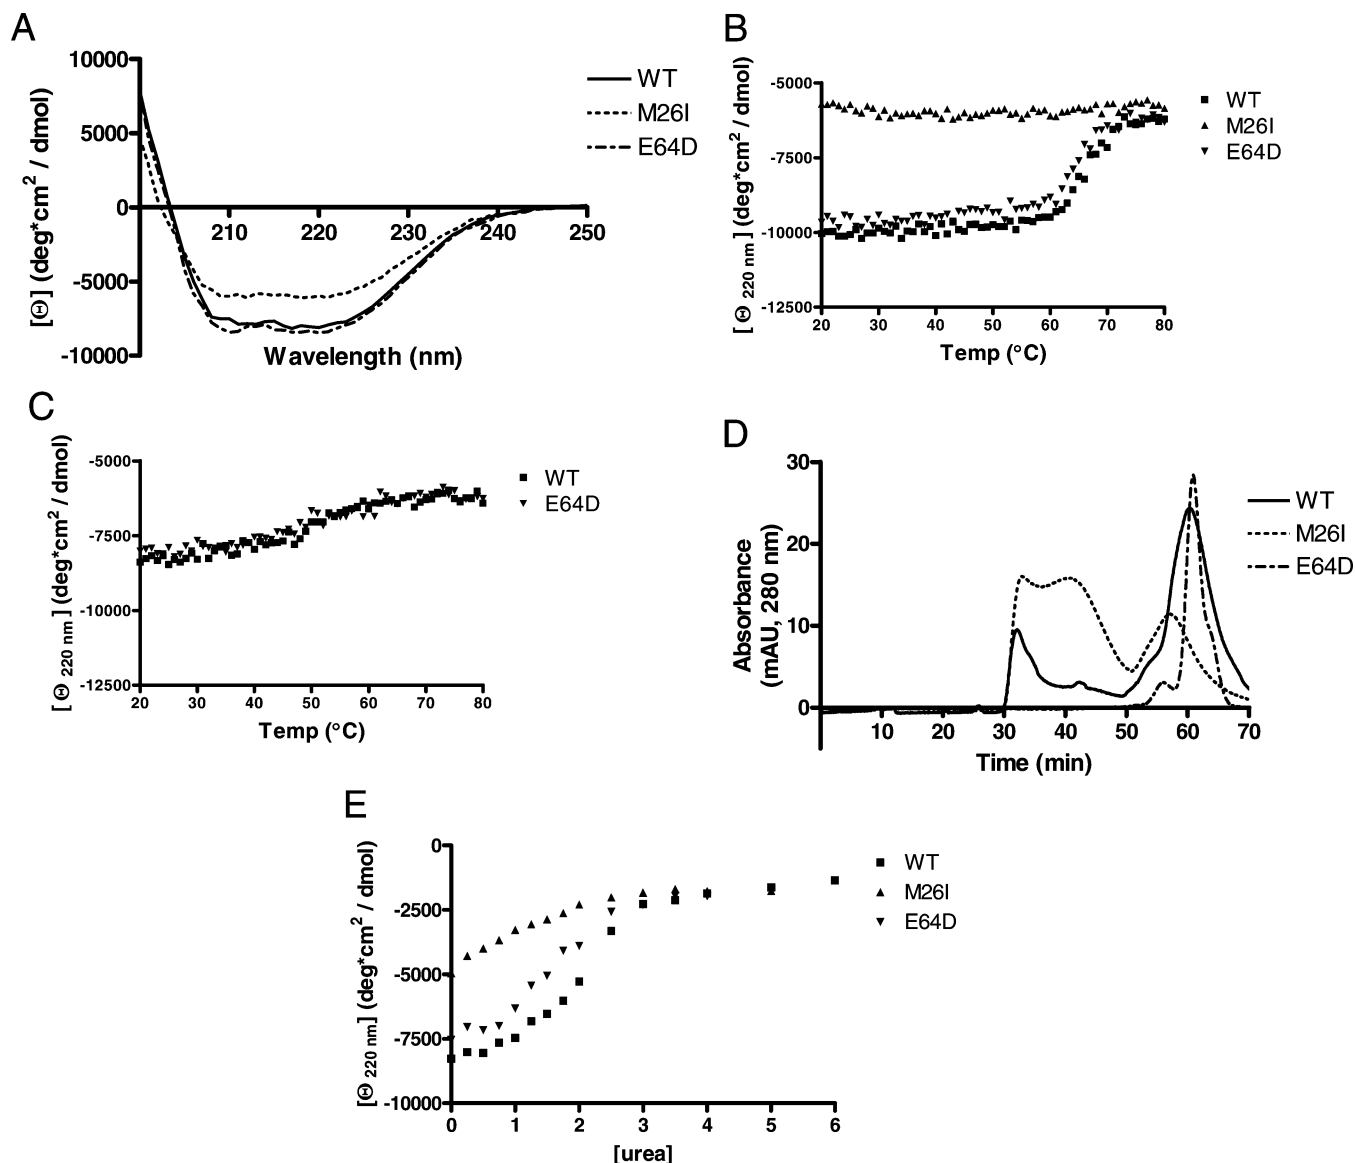 A
10000
5000
0
-5000
-10000
[Θ] (deg*cm2 / dmol)
210 220 230 240 250
Wavelength (nm)
WT
M26I
E64D
B
-5000
-7500
-10000
-12500
[Θ 220 nm] (deg*cm2 / dmol)
20 30 40 50 60 70 80
Temp (°C)
WT
M26I
E64D
C
-5000
-7500
-10000
-12500
[Θ 220 nm] (deg*cm2 / dmol)
20 30 40 50 60 70 80
Temp (°C)
WT
E64D
D
30
20
10
0
Absorbance
(mAU, 280 nm)
10 20 30 40 50 60 70
Time (min)
WT
M26I
E64D
E
0
-2500
-5000
-7500
-10000
[Θ 220 nm] (deg*cm2 / dmol)
0 1 2 3 4 5 6
[urea]
WT
M26I
E64D